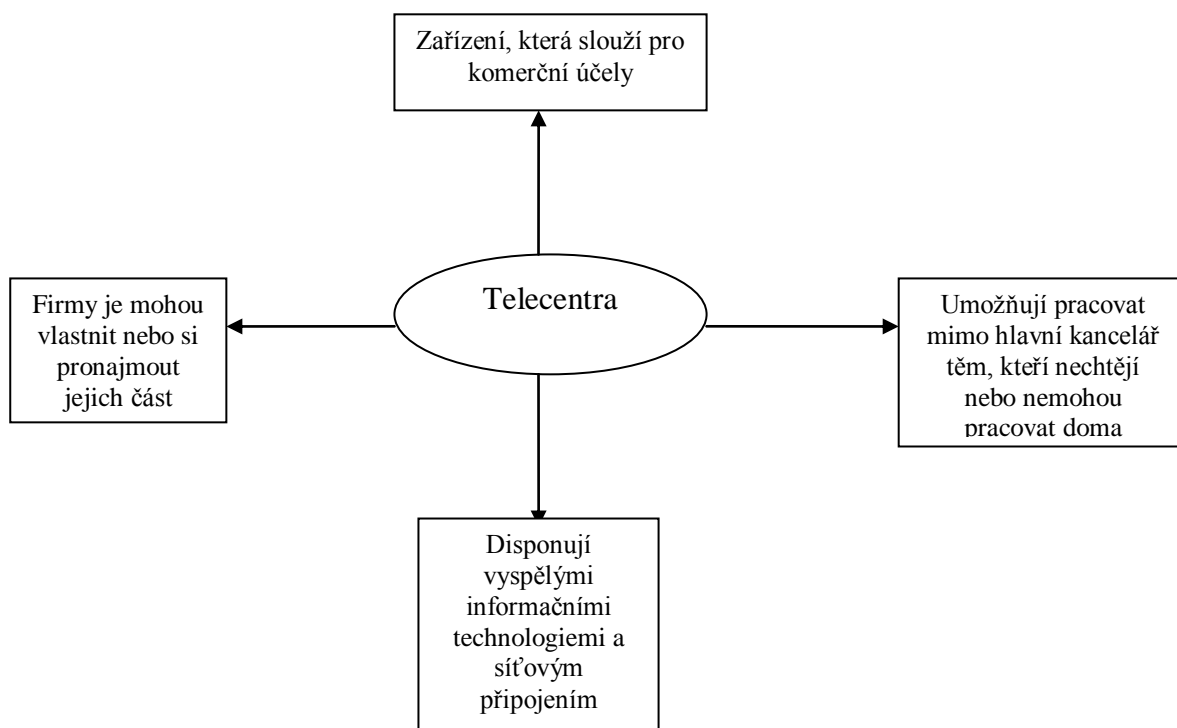 Zařízení, která slouží pro
komerční účely
Telecentra
Firmy je mohou
vlastnit nebo si
pronajmout
jejich část
Umožňují pracovat
mimo hlavní kancelář
těm, kteří nechtějí
nebo nemohou
pracovat doma
Disponují
vyspělými
informačními
technologiemi a
síťovým
připojením